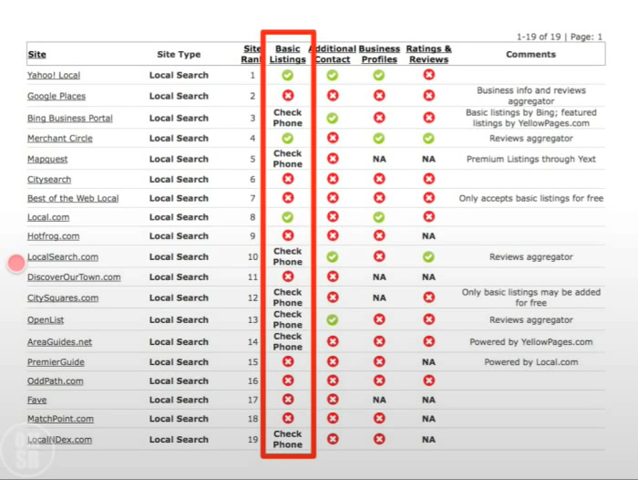 1-19 of 19 | Page: 1
Site Site Type Site Rank Basic Listings Additional Contact Business Profiles Ratings & Reviews Comments
Yahoo! Local Local Search 1
Google Places Local Search 2 Business info and reviews aggregator
Bing Business Portal Local Search 3 Check Phone Basic listings by Bing; featured listings by YellowPages.com
Merchant Circle Local Search 4 Reviews aggregator
Mapquest Local Search 5 Check Phone NA NA Premium Listings through Yext
Citysearch Local Search 6
Best of the Web Local Local Search 7 Only accepts basic listings for free
Local.com Local Search 8
Hotfrog.com Local Search 9 NA
LocalSearch.com Local Search 10 Check Phone Reviews aggregator
DiscoverOurTown.com Local Search 11 NA NA
CitySquares.com Local Search 12 Check Phone NA Only basic listings may be added for free
OpenList Local Search 13 Check Phone Reviews aggregator
AreaGuides.net Local Search 14 Check Phone NA Powered by YellowPages.com
PremierGuide Local Search 15 NA Powered by Local.com
OddPath.com Local Search 16
Fave Local Search 17 NA NA
MatchPoint.com Local Search 18 NA
LocalNDex.com Local Search 19 Check Phone NA